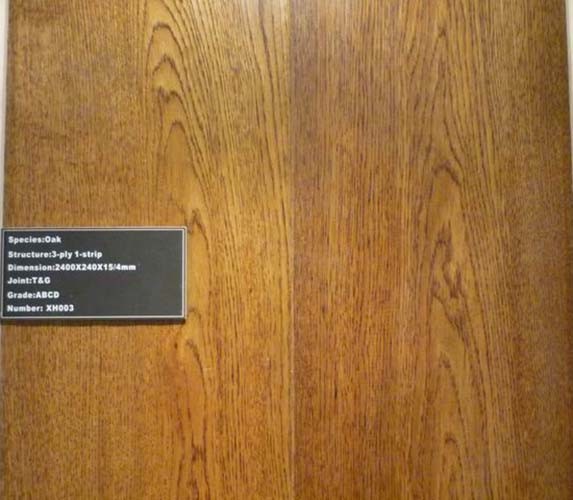 Species:Oak
Structure:3-ply 1-strip
Dimension:2400X240X15/4mm
Joint:T&G
Grade:ABCD
Number: XH003